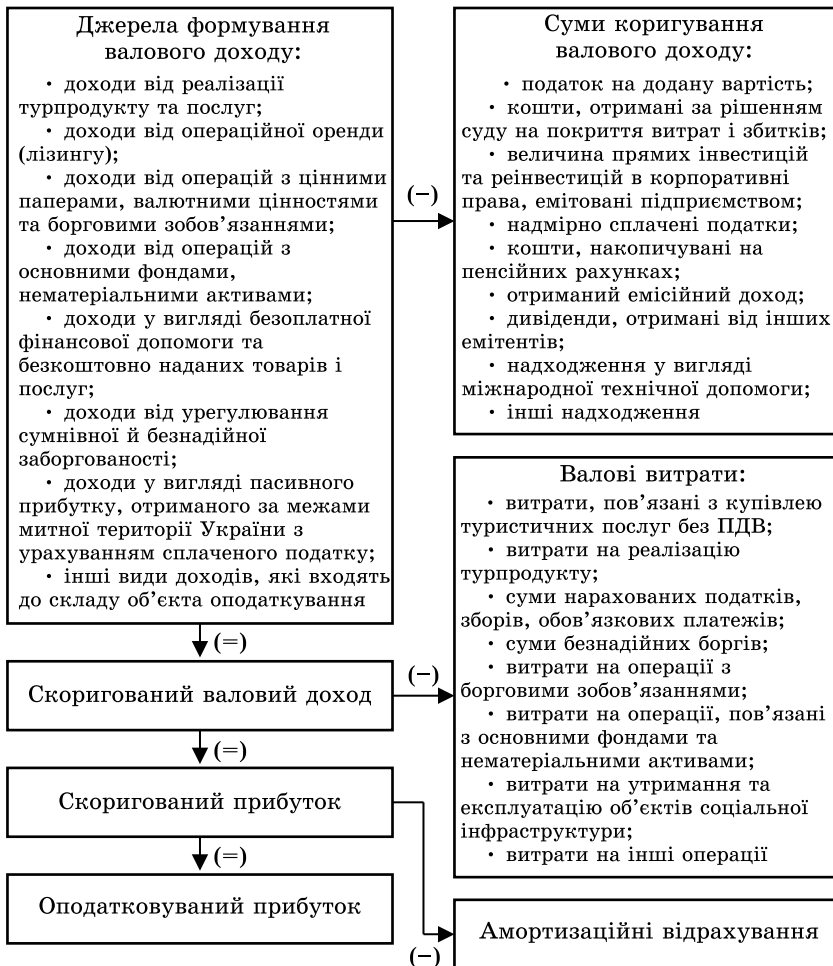 Джерела формування
валового доходу:
• доходи від реалізації
турпродукту та послуг;
• доходи від операційної оренди
(лізингу);
• доходи від операцій з цінними
паперами, валютними цінностями
та борговими зобов’язаннями;
• доходи від операцій з
основними фондами,
нематеріальними активами;
• доходи у вигляді безоплатної
фінансової допомоги та
безкоштовно наданих товарів і
послуг;
• доходи від урегулювання
сумнівної й безнадійної
заборгованості;
• доходи у вигляді пасивного
прибутку, отриманого за межами
митної території України з
урахуванням сплаченого податку;
• інші види доходів, які входять
до складу об’єкта оподаткування
(−)
Суми коригування
валового доходу:
• податок на додану вартість;
• кошти, отримані за рішенням
суду на покриття витрат і збитків;
• величина прямих інвестицій
та реінвестицій в корпоративні
права, емітовані підприємством;
• надмірно сплачені податки;
• кошти, накопичувані на
пенсійних рахунках;
• отриманий емісійний доход;
• дивіденди, отримані від інших
емітентів;
• надходження у вигляді
міжнародної технічної допомоги;
• інші надходження
(=)
Скоригований валовий доход
(−)
Валові витрати:
• витрати, пов’язані з купівлею
туристичних послуг без ПДВ;
• витрати на реалізацію
турпродукту;
• суми нарахованих податків,
зборів, обов’язкових платежів;
• суми безнадійних боргів;
• витрати на операції з
борговими зобов’язаннями;
• витрати на операції, пов’язані
з основними фондами та
нематеріальними активами;
• витрати на утримання та
експлуатацію об’єктів соціальної
інфраструктури;
• витрати на інші операції
(=)
Скоригований прибуток
(=)
Оподатковуваний прибуток
(−)
Амортизаційні відрахування